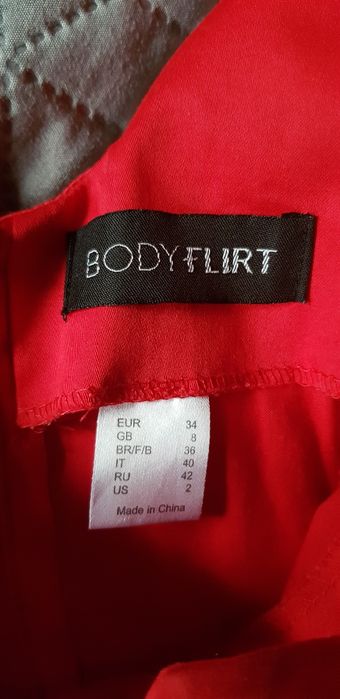 BODYFLIRT
EUR 34
GB 8
BR/F/B 36
IT 40
RU 42
US 2
Made in China